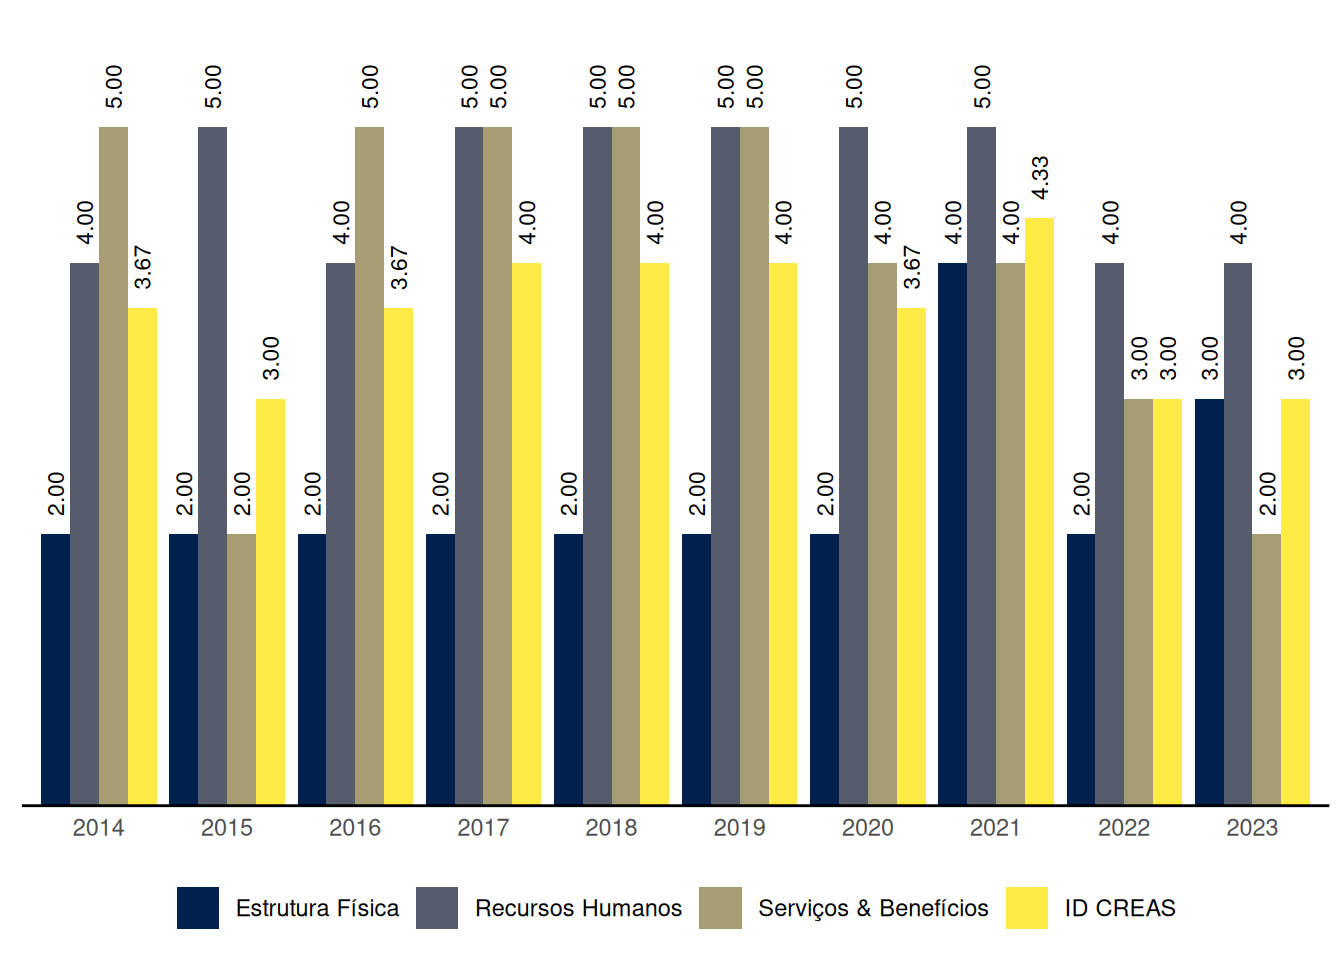 2.00 4.00 5.00 3.67
2.00 5.00 2.00 3.00
2.00 4.00 5.00 3.67
2.00 5.00 5.00 4.00
2.00 5.00 5.00 4.00
2.00 5.00 5.00 4.00
2.00 5.00 4.00 3.67
4.00 5.00 4.00 4.33
2.00 4.00 3.00 3.00
3.00 4.00 2.00 3.00
2014 2015 2016 2017 2018 2019 2020 2021 2022 2023
Estrutura Física Recursos Humanos Serviços & Benefícios ID CREAS